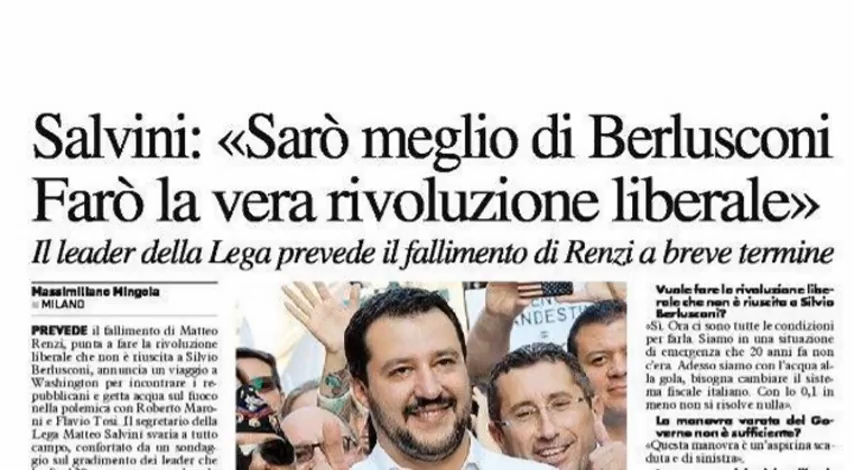 Salvini: «Sarò meglio di Berlusconi
Farò la vera rivoluzione liberale»
Il leader della Lega prevede il fallimento di Renzi a breve termine
Massimiliano Mingoia
MILANO
PREVEDE il fallimento di Matteo
Renzi, punta a fare la rivoluzione
liberale che non è riuscita a Silvio
Berlusconi, annuncia un viaggio a
Washington per incontrare i re-
pubblicani e getta acqua sul fuoco
nella polemica con Roberto Maro-
ni e Flavio Tosi. Il segretario della
Lega Matteo Salvini svaria a tutto
campo, confortato da un sondag-
gio sul gradimento dei leader che
NDESTI
Vuole fare la rivoluzione libe-
rale che non è riuscita a Silvio
Berlusconi?
«Sì. Ora ci sono tutte le condizioni
per farla. Siamo in una situazione
di emergenza che 20 anni fa non
c'era. Adesso siamo con l'acqua al-
la gola, bisogna cambiare il siste-
ma fiscale italiano. Con lo 0,1 in
meno non si risolve nulla».
La manovra varata dal Go-
verno non è sufficiente?
«Questa manovra è un'aspirina sca-
duta e di sinistra».